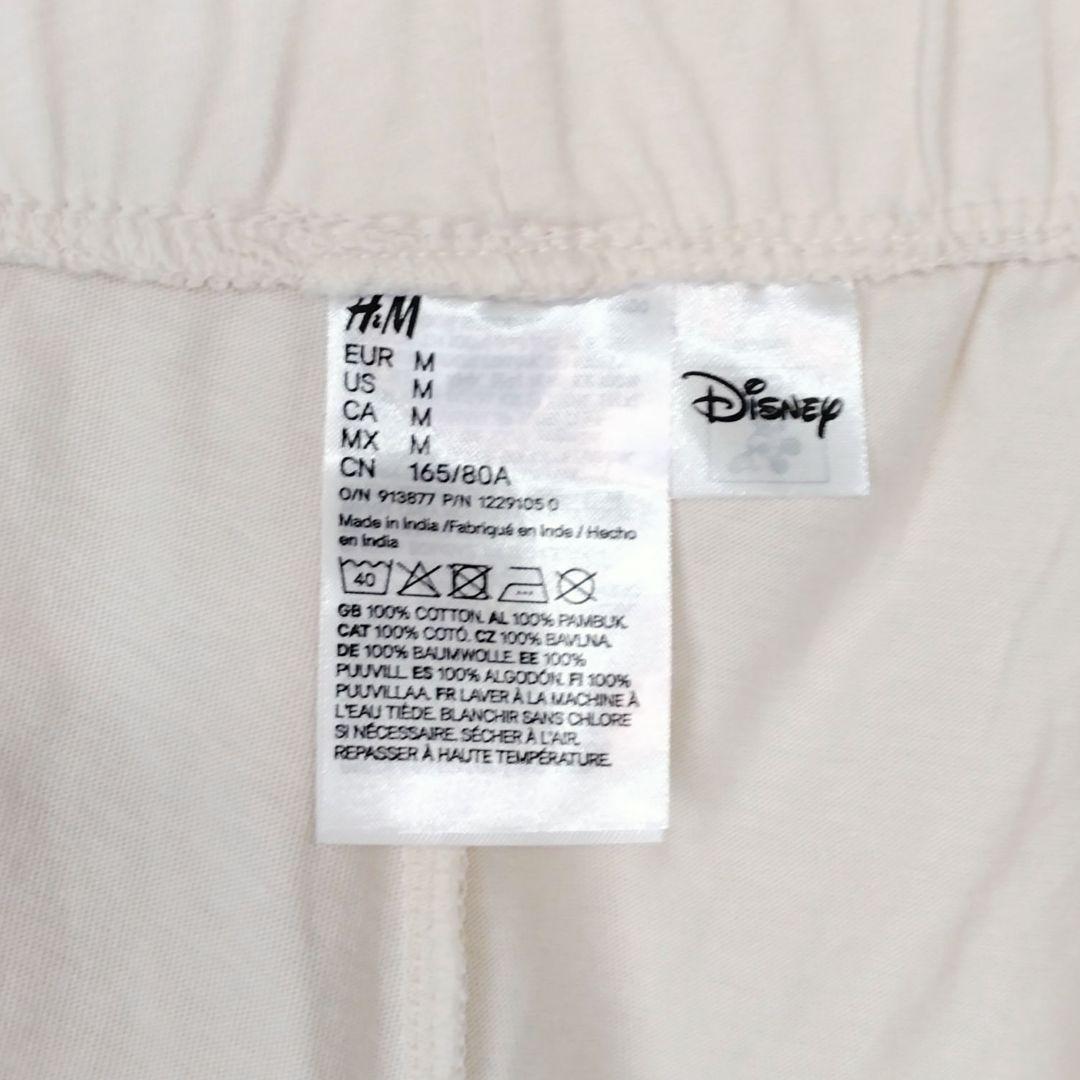 H&M
EUR M
US M
CA M
MX M
CN 165/80A
O/N 913877 P/N 1229105 0
Made in India /Fabriqué en Inde / Hecho
en India
40
GB 100% COTTON. AL 100% PAMBUK.
CAT 100% COTÓ. CZ 100% BAVLNA.
DE 100% BAUMWOLLE. EE 100%
PUUVILL. ES 100% ALGODÓN. FI 100%
PUUVILLAA. FR LAVER À LA MACHINE À
L'EAU TIÈDE. BLANCHIR SANS CHLORE
SI NÉCESSAIRE. SÉCHER À L'AIR.
REPASSER À HAUTE TEMPÉRATURE.
Disney